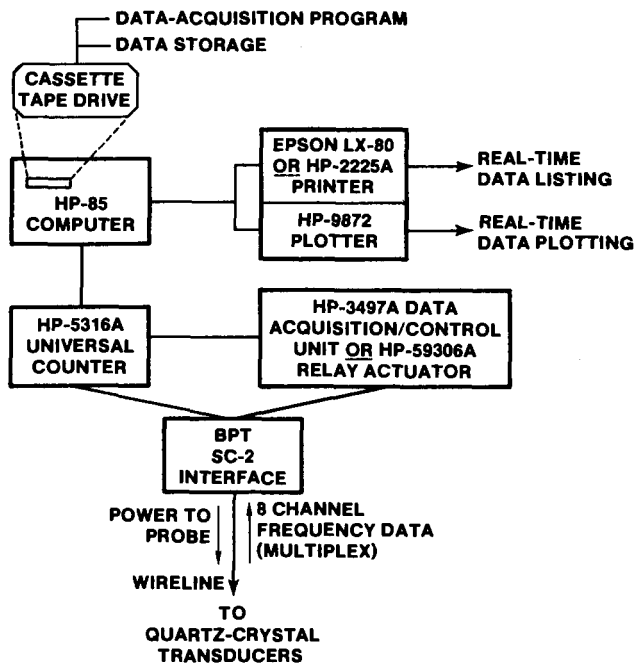 DATA-ACQUISITION PROGRAM
DATA STORAGE
CASSETTE
TAPE DRIVE
HP-85
COMPUTER
EPSON LX-80
OR HP-2225A
PRINTER
HP-9872
PLOTTER
REAL-TIME
DATA LISTING
REAL-TIME
DATA PLOTTING
HP-5316A
UNIVERSAL
COUNTER
HP-3497A DATA
ACQUISITION/CONTROL
UNIT OR HP-59306A
RELAY ACTUATOR
BPT
SC-2
INTERFACE
POWER TO
PROBE
8 CHANNEL
FREQUENCY DATA
(MULTIPLEX)
WIRELINE
TO
QUARTZ-CRYSTAL
TRANSDUCERS